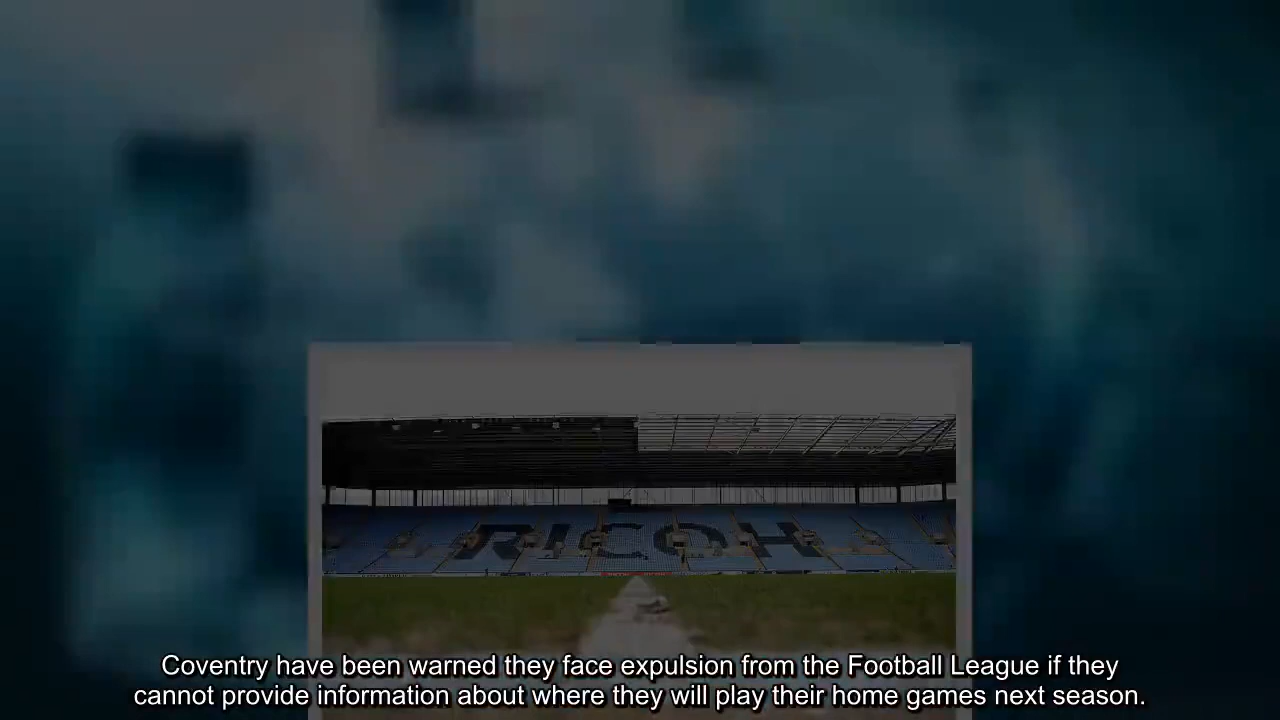 RICOH
Coventry have been warned they face expulsion from the Football League if they
cannot provide information about where they will play their home games next season.